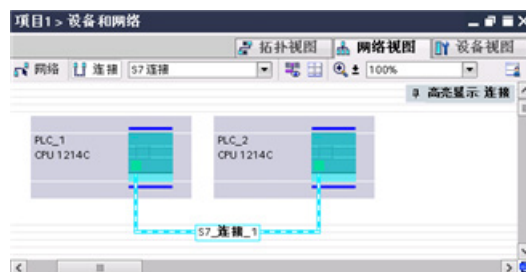 项目1 > 设备和网络
拓扑视图 网络视图 设备视图
网络 连接 S7连接 100%
高亮显示 连接
PLC_1
CPU 1214C
PLC_2
CPU 1214C
S7_连接_1